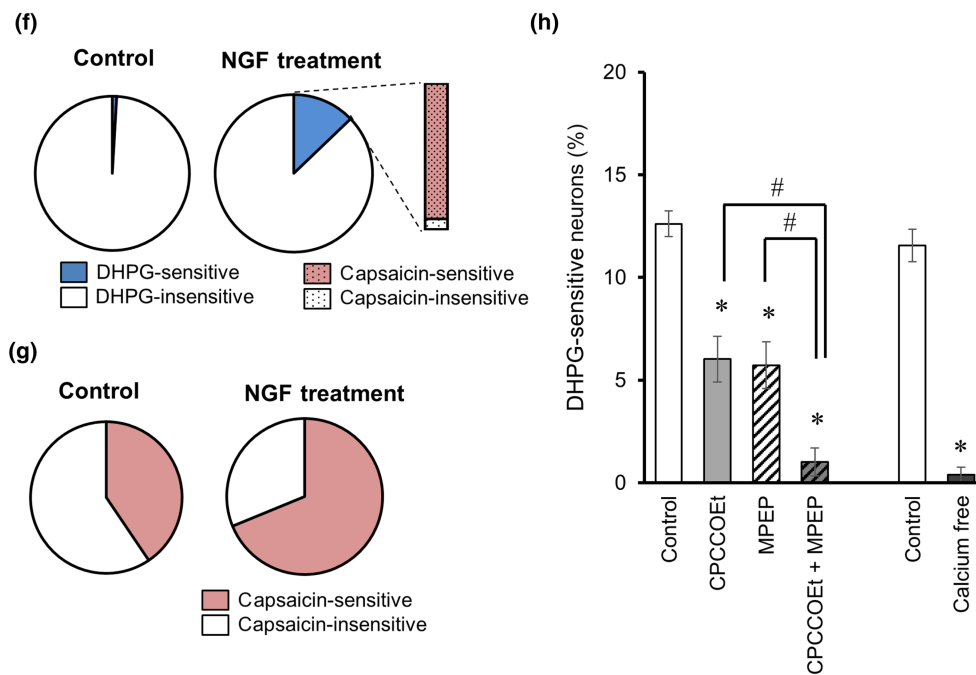 (f)
Control
NGF treatment
DHPG-sensitive
DHPG-insensitive
Capsaicin-sensitive
Capsaicin-insensitive
(g)
Control
NGF treatment
Capsaicin-sensitive
Capsaicin-insensitive
(h)
DHPG-sensitive neurons (%)
20
15
10
5
0
#
#
*
*
*
*
Control
CPCCOEt
MPEP
CPCCOEt + MPEP
Control
Calcium free